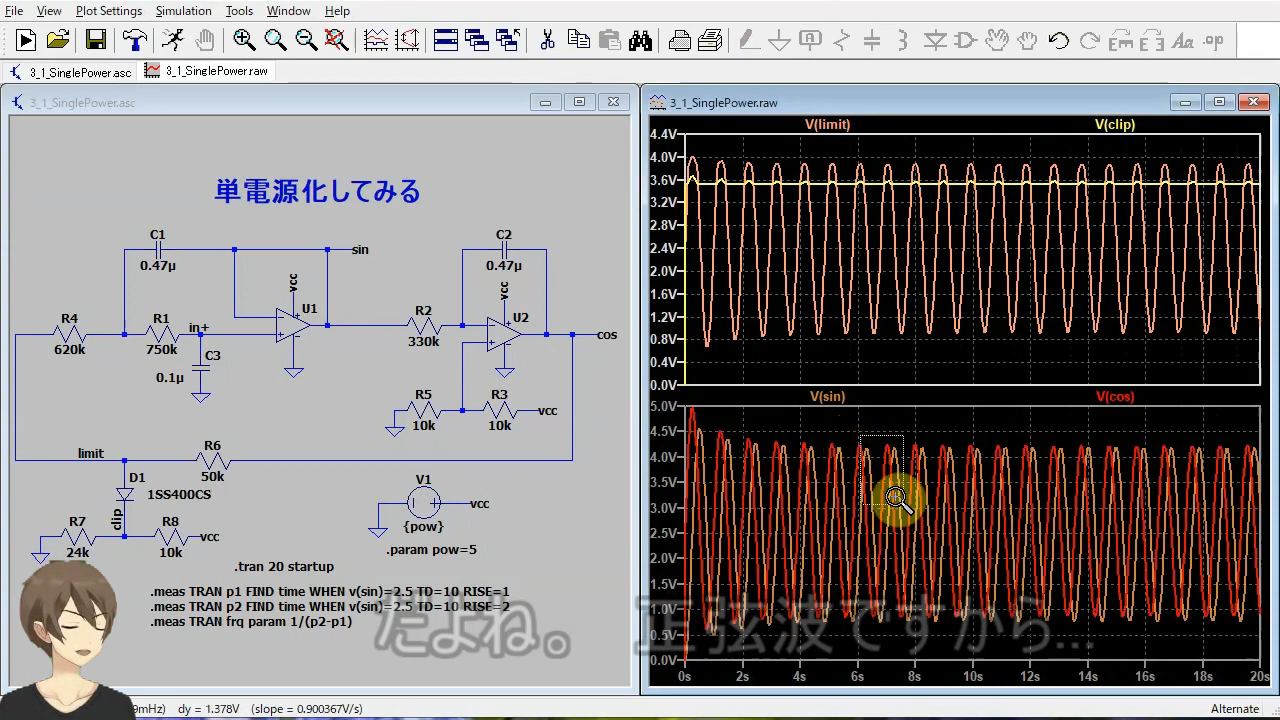 File View Plot Settings Simulation Tools Window Help
.op
3_1_SinglePower.asc 3_1_SinglePower.raw
3_1_SinglePower.asc
単電源化してみる
C1
0.47µ
sin
C2
0.47µ
vcc
vcc
R4
620k
R1
750k
in+
U1
R2
330k
U2
cos
C3
0.1µ
R5
10k
R3
10k
vcc
limit
R6
50k
D1
1SS400CS
clip
V1
vcc
{pow}
.param pow=5
R7
24k
R8
10k
vcc
.tran 20 startup
.meas TRAN p1 FIND time WHEN v(sin)=2.5 TD=10 RISE=1
.meas TRAN p2 FIND time WHEN v(sin)=2.5 TD=10 RISE=2
.meas TRAN frq param 1/(p2-p1)
3_1_SinglePower.raw
V(limit) V(clip)
4.4V
4.0V
3.6V
3.2V
2.8V
2.4V
2.0V
1.6V
1.2V
0.8V
0.4V
0.0V
V(sin) V(cos)
5.0V
4.5V
4.0V
3.5V
3.0V
2.5V
2.0V
1.5V
1.0V
0.5V
0.0V
0s 2s 4s 6s 8s 10s 12s 14s 16s 18s 20s
だよね。 正弦波ですから...
9mHz) dy = 1.378V (slope = 0.900367V/s) Alternate